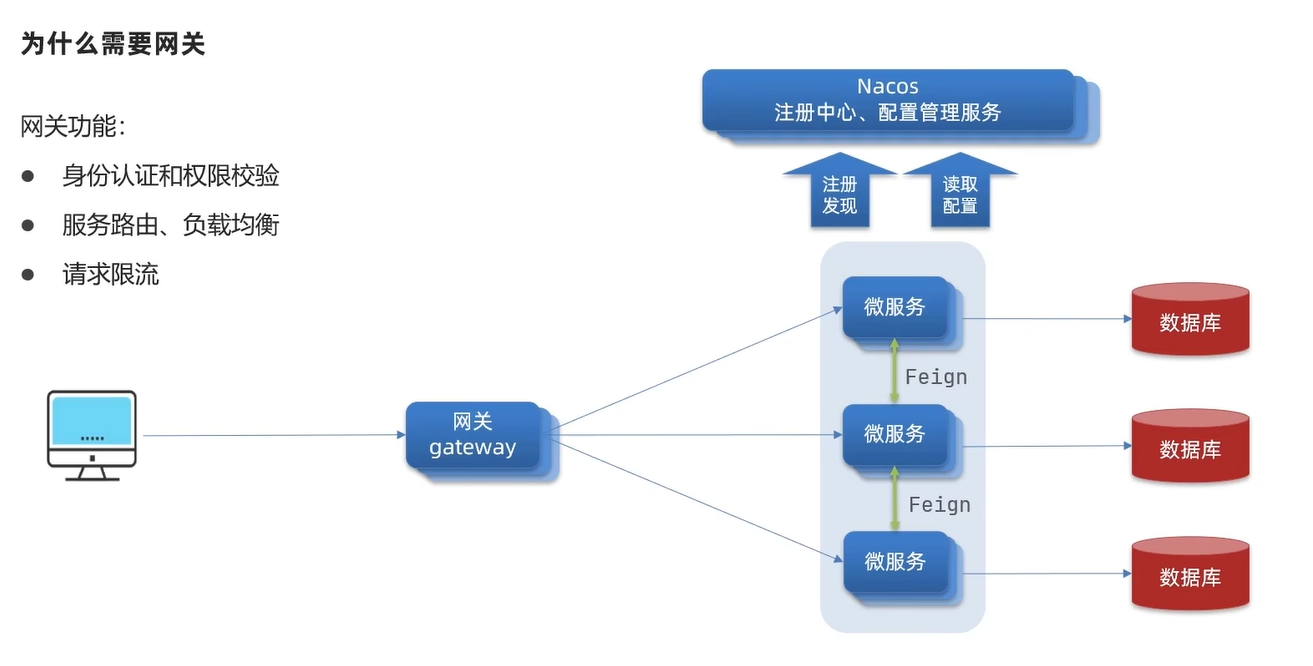 为什么需要网关
网关功能：
● 身份认证和权限校验
● 服务路由、负载均衡
● 请求限流
Nacos
注册中心、配置管理服务
注册
发现
读取
配置
微服务
数据库
Feign
网关
gateway
微服务
数据库
Feign
微服务
数据库